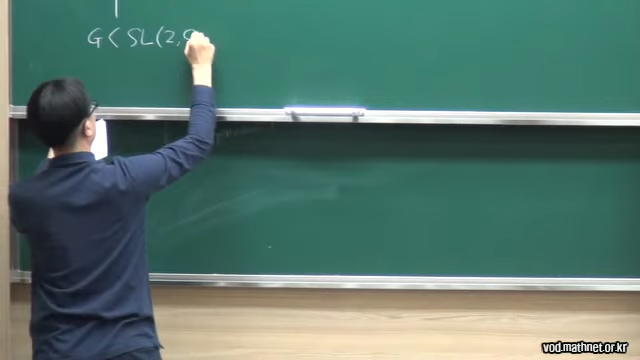 G < SL(2,
vod.mathnet.or.kr